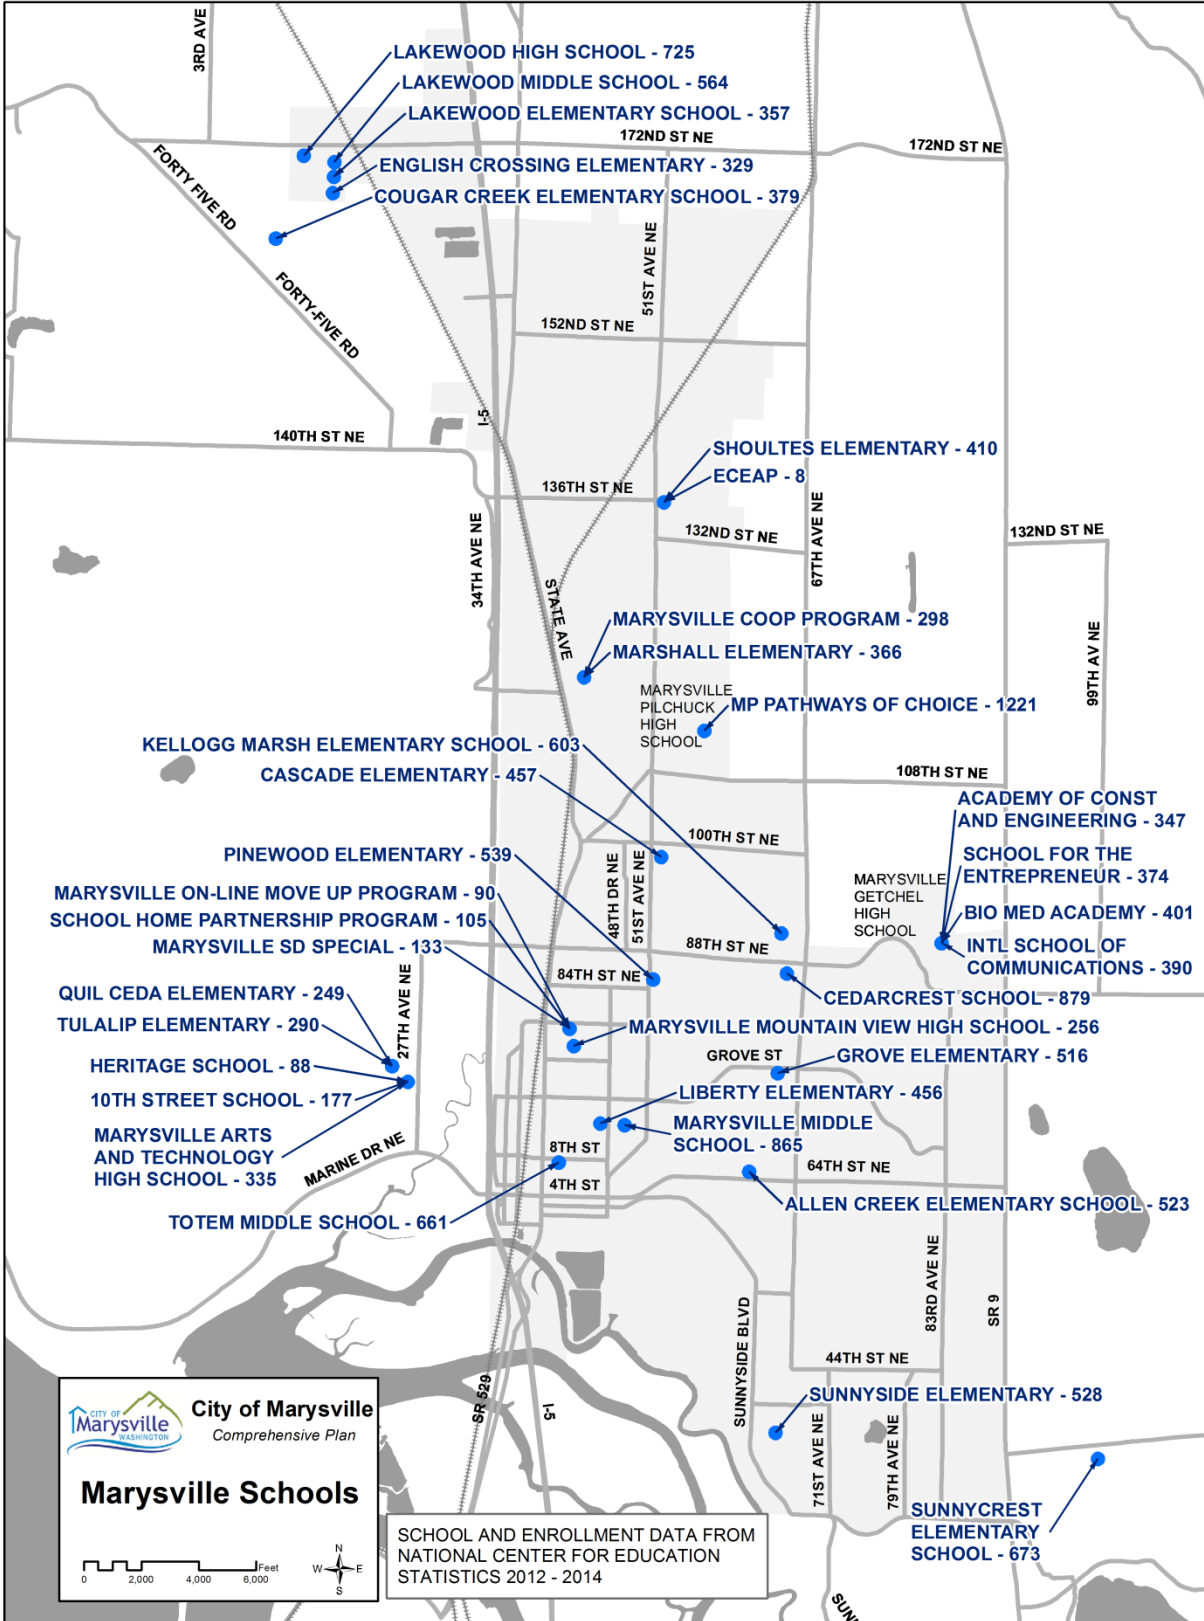 3RD AVE
LAKEWOOD HIGH SCHOOL - 725
LAKEWOOD MIDDLE SCHOOL - 564
LAKEWOOD ELEMENTARY SCHOOL - 357
172ND ST NE
172ND ST NE
ENGLISH CROSSING ELEMENTARY - 329
COUGAR CREEK ELEMENTARY SCHOOL - 379
FORTY FIVE RD
51ST AVE NE
FORTY-FIVE RD
152ND ST NE
I-5
140TH ST NE
SHOULTES ELEMENTARY - 410
ECEAP - 8
136TH ST NE
132ND ST NE
132ND ST NE
67TH AVE NE
34TH AVE NE
STATE AVE
MARYSVILLE COOP PROGRAM - 298
MARSHALL ELEMENTARY - 366
99TH AV NE
MARYSVILLE
PILCHUCK
HIGH
SCHOOL
MP PATHWAYS OF CHOICE - 1221
KELLOGG MARSH ELEMENTARY SCHOOL - 603
CASCADE ELEMENTARY - 457
108TH ST NE
ACADEMY OF CONST
AND ENGINEERING - 347
100TH ST NE
PINEWOOD ELEMENTARY - 539
SCHOOL FOR THE
ENTREPRENEUR - 374
48TH DR NE
51ST AVE NE
MARYSVILLE
GETCHEL
HIGH
SCHOOL
MARYSVILLE ON-LINE MOVE UP PROGRAM - 90
SCHOOL HOME PARTNERSHIP PROGRAM - 105
BIO MED ACADEMY - 401
MARYSVILLE SD SPECIAL - 133
88TH ST NE
INTL SCHOOL OF
COMMUNICATIONS - 390
84TH ST NE
QUIL CEDA ELEMENTARY - 249
27TH AVE NE
CEDARCREST SCHOOL - 879
TULALIP ELEMENTARY - 290
MARYSVILLE MOUNTAIN VIEW HIGH SCHOOL - 256
GROVE ST
GROVE ELEMENTARY - 516
HERITAGE SCHOOL - 88
10TH STREET SCHOOL - 177
LIBERTY ELEMENTARY - 456
MARYSVILLE MIDDLE
SCHOOL - 865
MARYSVILLE ARTS
AND TECHNOLOGY
HIGH SCHOOL - 335
MARINE DR NE
8TH ST
4TH ST
64TH ST NE
ALLEN CREEK ELEMENTARY SCHOOL - 523
TOTEM MIDDLE SCHOOL - 661
83RD AVE NE
SR 9
SUNNYSIDE BLVD
44TH ST NE
SR 529
I-5
SUNNYSIDE ELEMENTARY - 528
71ST AVE NE
79TH AVE NE
SUNNYCREST
ELEMENTARY
SCHOOL - 673
SUNN
CITY OF
Marysville
WASHINGTON
City of Marysville
Comprehensive Plan
Marysville Schools
N
W E
S
Feet
0 2,000 4,000 6,000
SCHOOL AND ENROLLMENT DATA FROM
NATIONAL CENTER FOR EDUCATION
STATISTICS 2012 - 2014